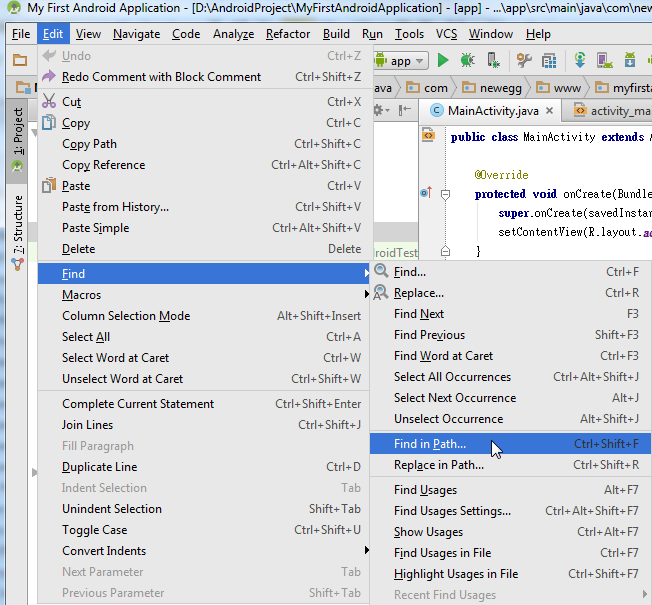 My First Android Application - [D:\AndroidProject\MyFirstAndroidApplication] - [app] - ...\app\src\main\java\com\new
File Edit View Navigate Code Analyze Refactor Build Run Tools VCS Window Help
app
com newegg www myfirsta
1: Project
7: Structure
Undo Ctrl+Z
Redo Comment with Block Comment Ctrl+Shift+Z
Cut Ctrl+X
Copy Ctrl+C
Copy Path Ctrl+Shift+C
Copy Reference Ctrl+Alt+Shift+C
Paste Ctrl+V
Paste from History... Ctrl+Shift+V
Paste Simple Ctrl+Alt+Shift+V
Delete Delete
Find
Macros
Column Selection Mode Alt+Shift+Insert
Select All Ctrl+A
Select Word at Caret Ctrl+W
Unselect Word at Caret Ctrl+Shift+W
Complete Current Statement Ctrl+Shift+Enter
Join Lines Ctrl+Shift+J
Fill Paragraph
Duplicate Line Ctrl+D
Indent Selection Tab
Unindent Selection Shift+Tab
Toggle Case Ctrl+Shift+U
Convert Indents
Next Parameter Tab
Previous Parameter Shift+Tab
MainActivity.java activity_ma
public class MainActivity extends A
@Override
protected void onCreate(Bundle
super.onCreate(savedInstan
setContentView(R.layout.ac
}
Find... Ctrl+F
Replace... Ctrl+R
Find Next F3
Find Previous Shift+F3
Find Word at Caret Ctrl+F3
Select All Occurrences Ctrl+Alt+Shift+J
Select Next Occurrence Alt+J
Unselect Occurrence Alt+Shift+J
Find in Path... Ctrl+Shift+F
Replace in Path... Ctrl+Shift+R
Find Usages Alt+F7
Find Usages Settings... Ctrl+Alt+Shift+F7
Show Usages Ctrl+Alt+F7
Find Usages in File Ctrl+F7
Highlight Usages in File Ctrl+Shift+F7
Recent Find Usages